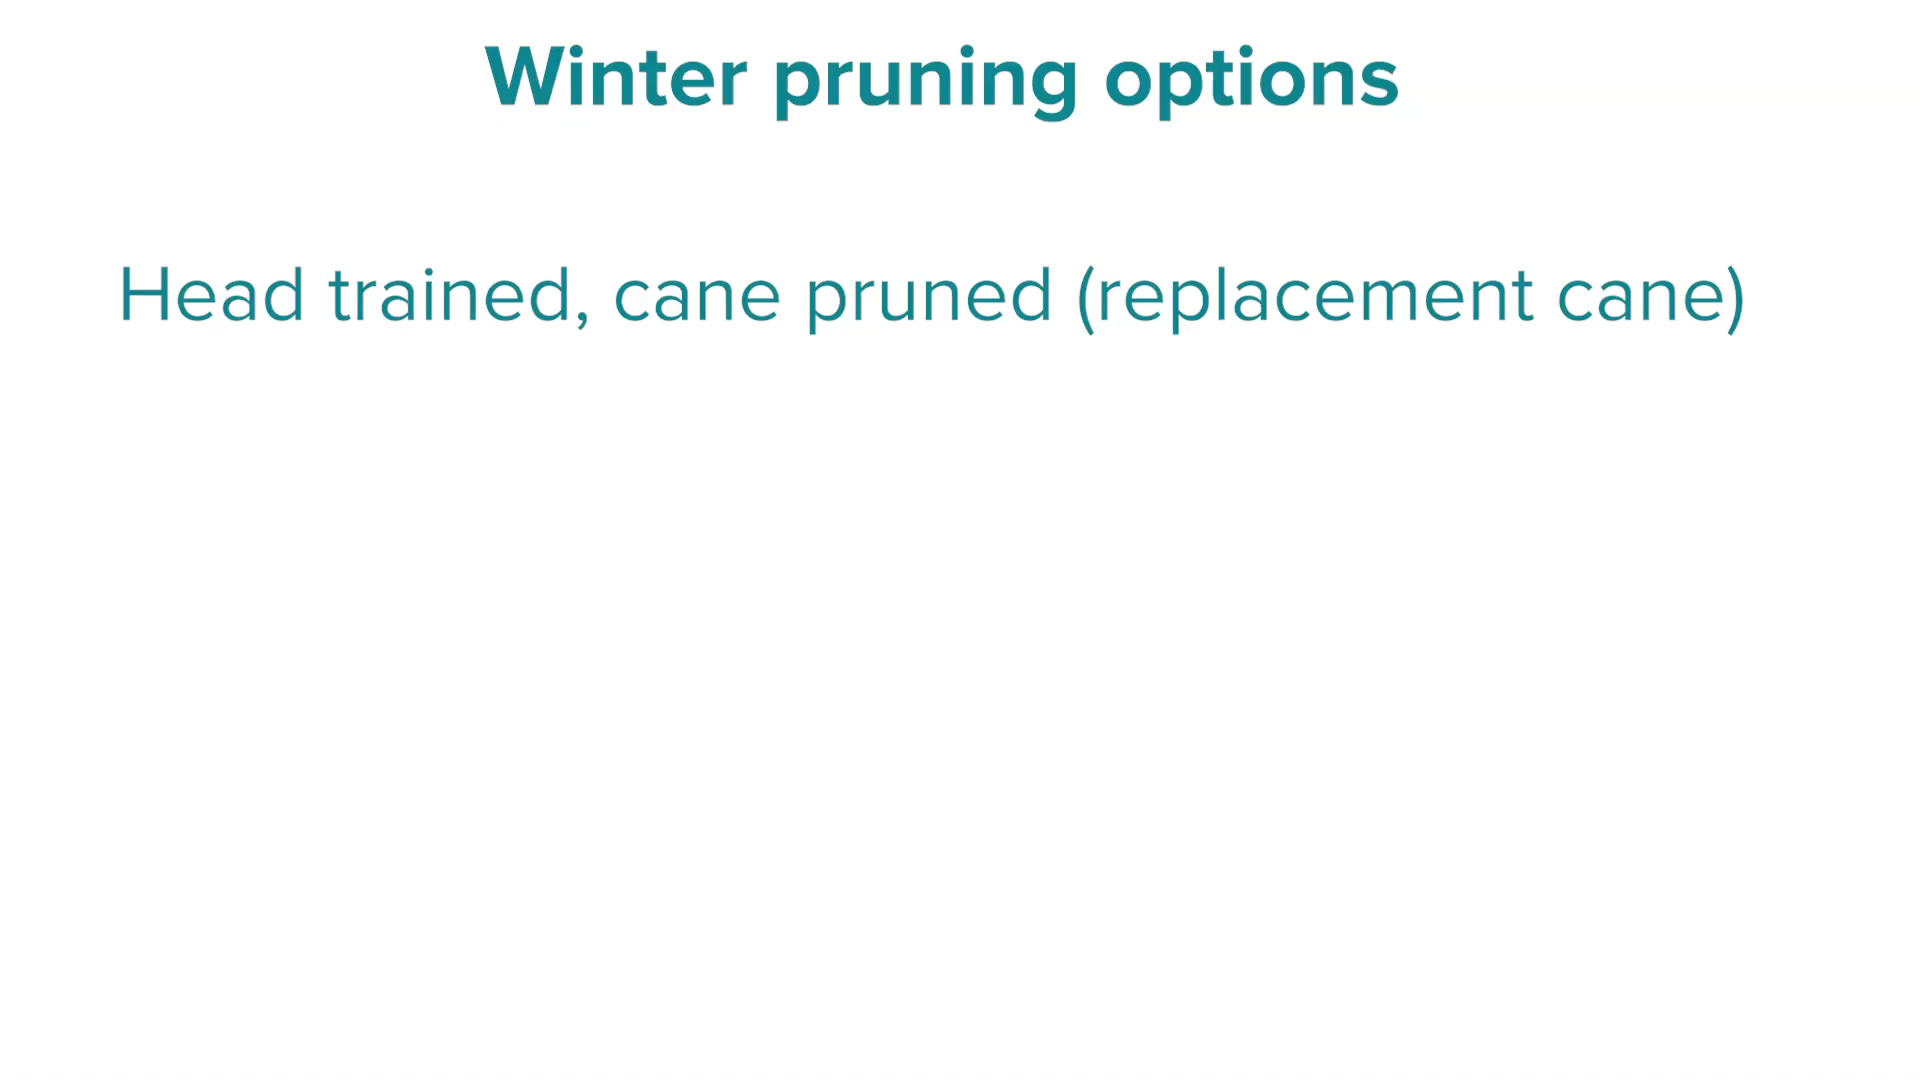 Winter pruning options
Head trained, cane pruned (replacement cane)